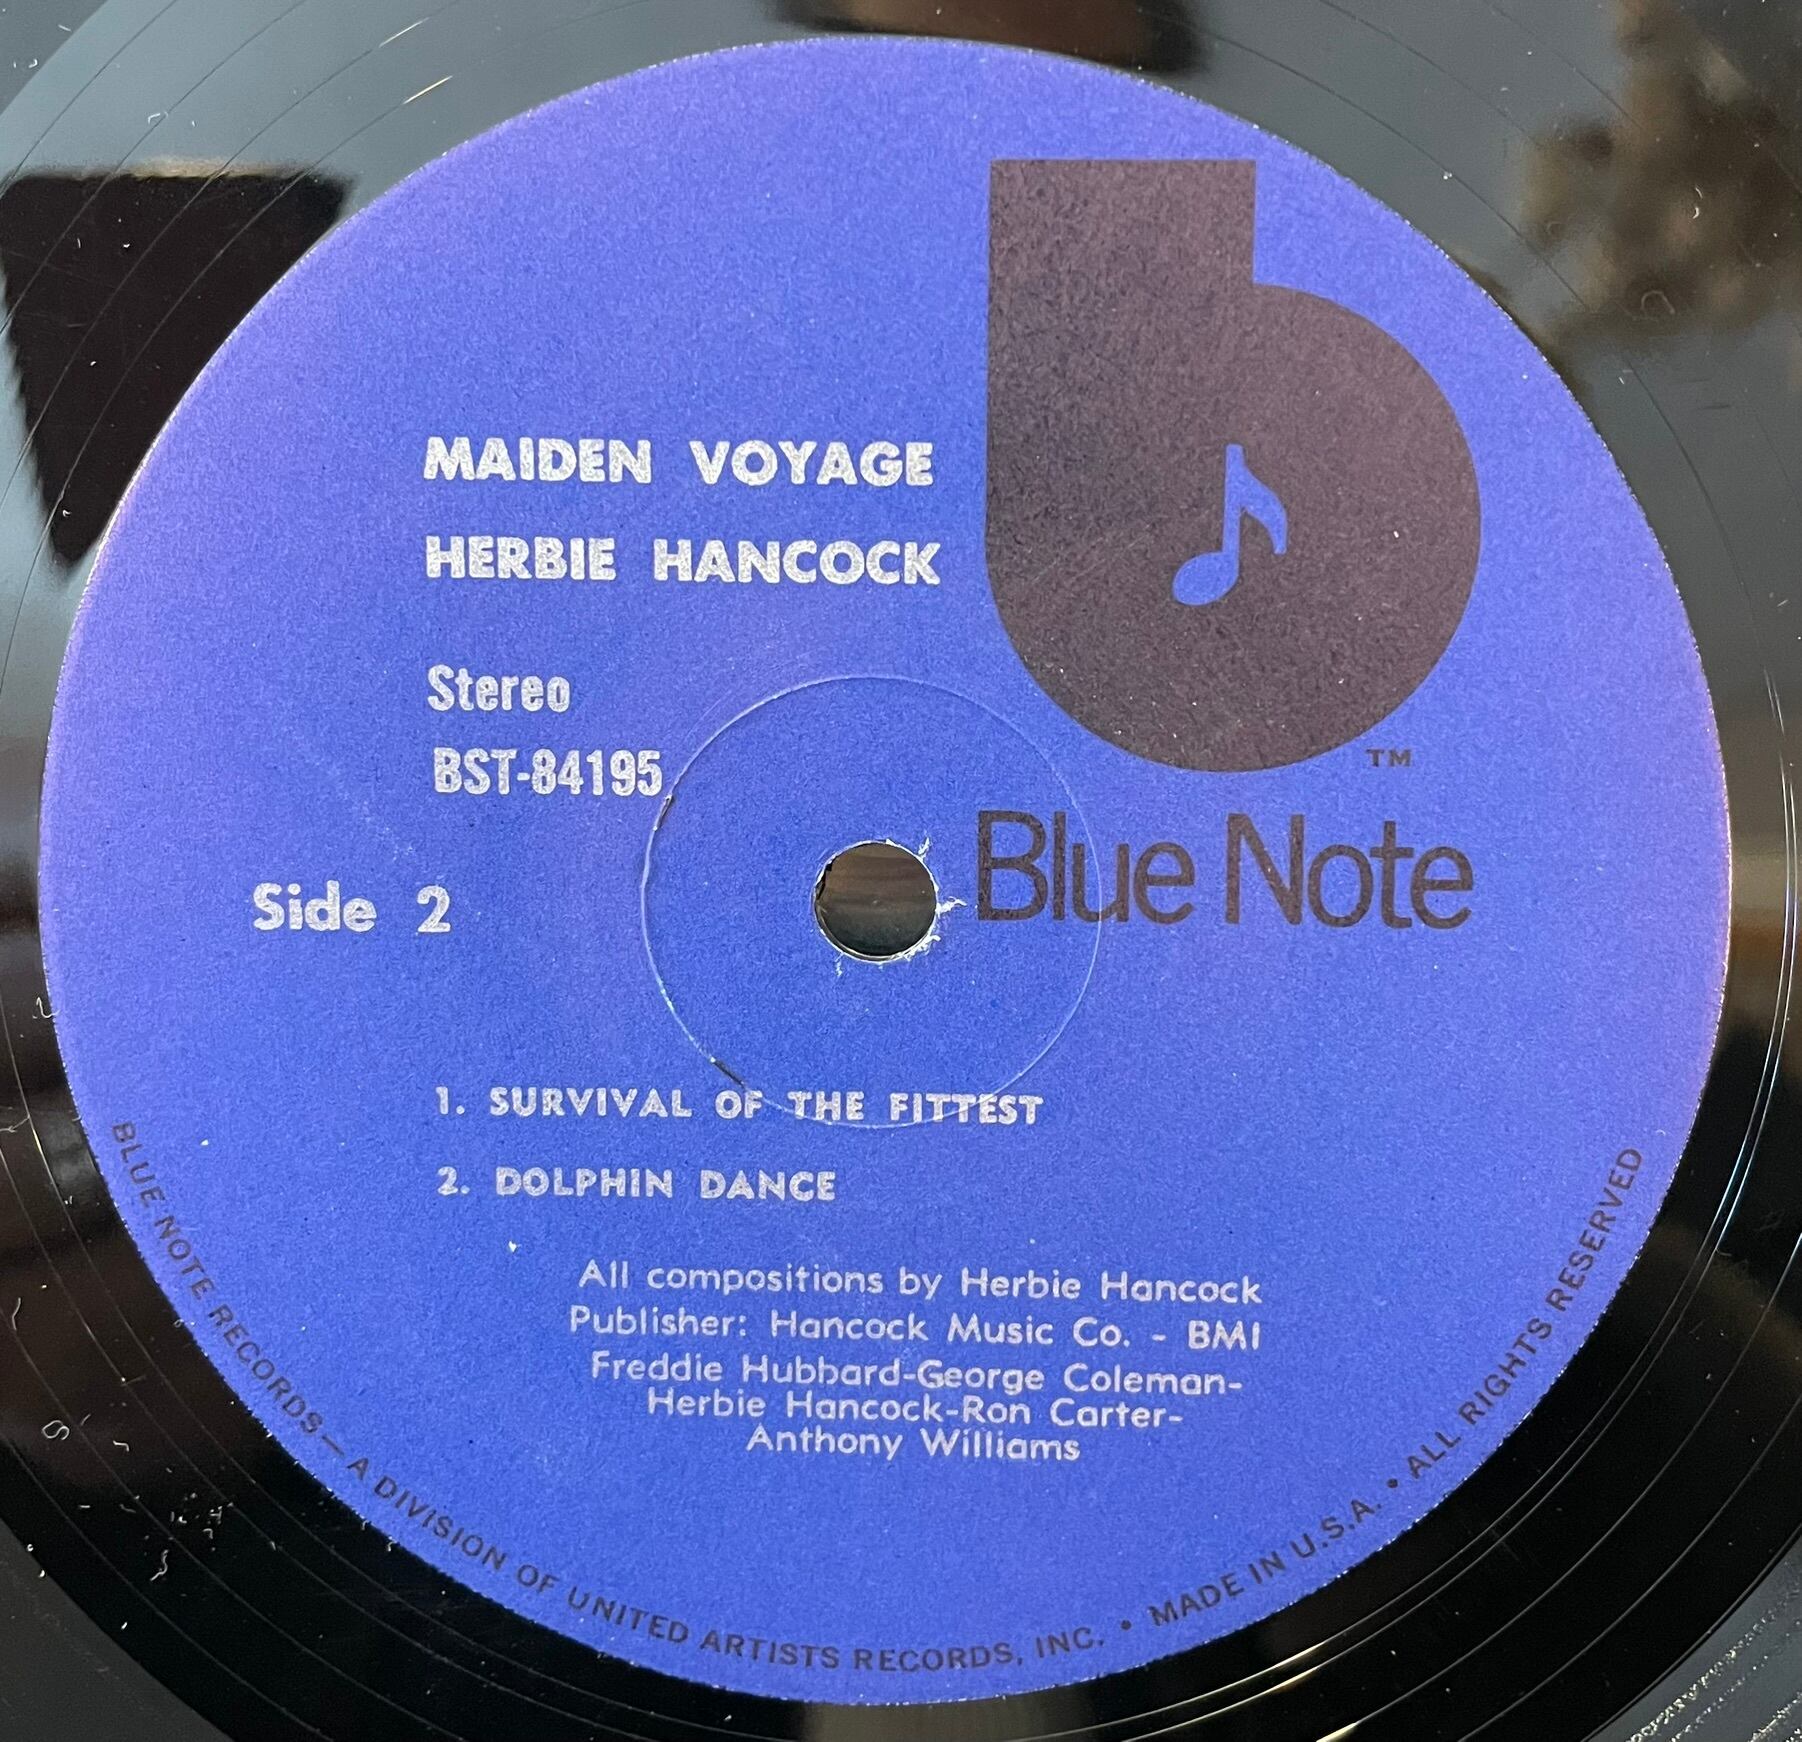 MAIDEN VOYAGE
HERBIE HANCOCK
Stereo
BST-84195
TM
Blue Note
Side 2
1. SURVIVAL OF THE FITTEST
2. DOLPHIN DANCE
All compositions by Herbie Hancock
Publisher: Hancock Music Co. - BMI
Freddie Hubbard-George Coleman-
Herbie Hancock-Ron Carter-
Anthony Williams
BLUE NOTE RECORDS—A DIVISION OF UNITED ARTISTS RECORDS, INC. • MADE IN U.S.A. • ALL RIGHTS RESERVED